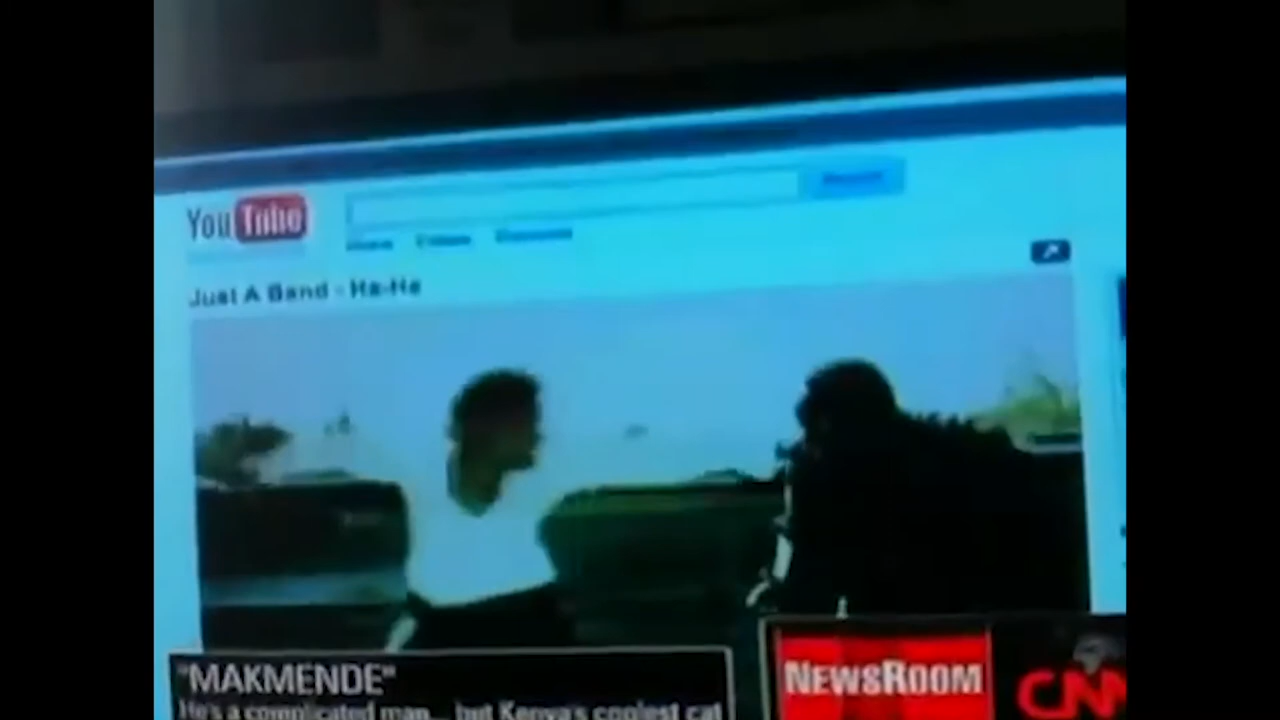 YouTube
Just A Band - Ha-He
"MAKMENDE"
NEWSROOM
CNN
He's a complicated man... but Kenya's coolest cat